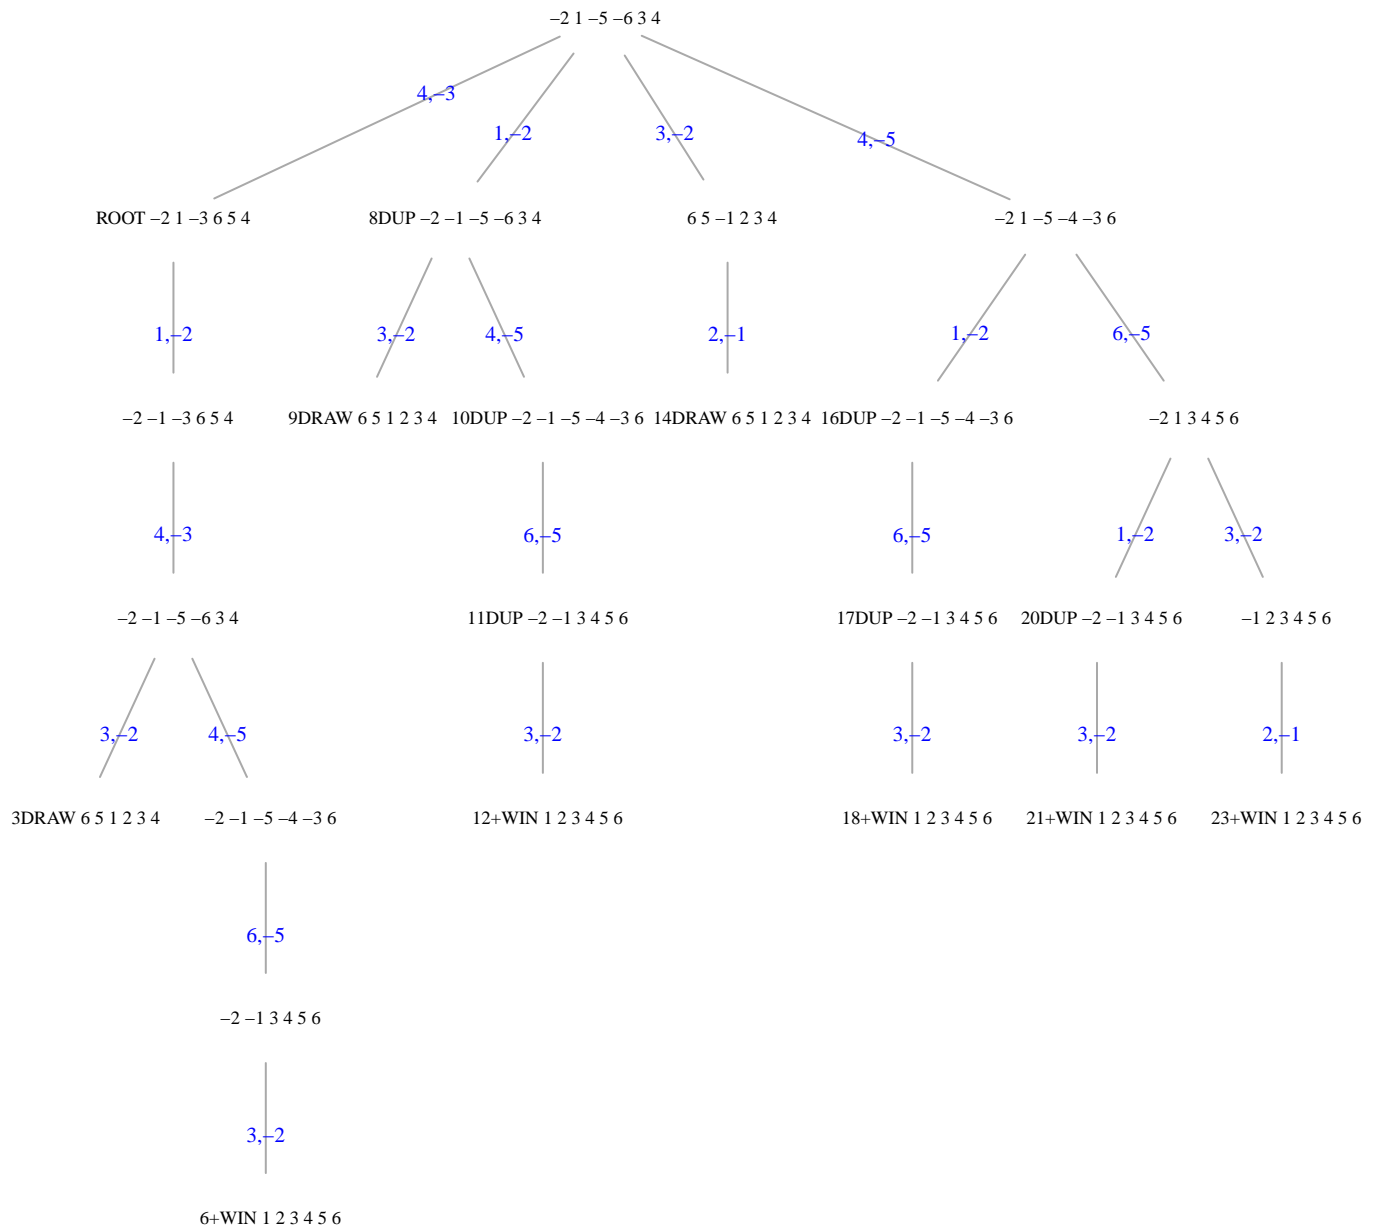 –2 1 –5 –6 3 4
4,–3
1,–2
3,–2
4,–5
ROOT –2 1 –3 6 5 4
8DUP –2 –1 –5 –6 3 4
6 5 –1 2 3 4
–2 1 –5 –4 –3 6
1,–2
3,–2
4,–5
2,–1
1,–2
6,–5
–2 –1 –3 6 5 4
9DRAW 6 5 1 2 3 4
10DUP –2 –1 –5 –4 –3 6
14DRAW 6 5 1 2 3 4
16DUP –2 –1 –5 –4 –3 6
–2 1 3 4 5 6
4,–3
6,–5
6,–5
1,–2
3,–2
–2 –1 –5 –6 3 4
11DUP –2 –1 3 4 5 6
17DUP –2 –1 3 4 5 6
20DUP –2 –1 3 4 5 6
–1 2 3 4 5 6
3,–2
4,–5
3,–2
3,–2
3,–2
2,–1
3DRAW 6 5 1 2 3 4
–2 –1 –5 –4 –3 6
12+WIN 1 2 3 4 5 6
18+WIN 1 2 3 4 5 6
21+WIN 1 2 3 4 5 6
23+WIN 1 2 3 4 5 6
6,–5
–2 –1 3 4 5 6
3,–2
6+WIN 1 2 3 4 5 6